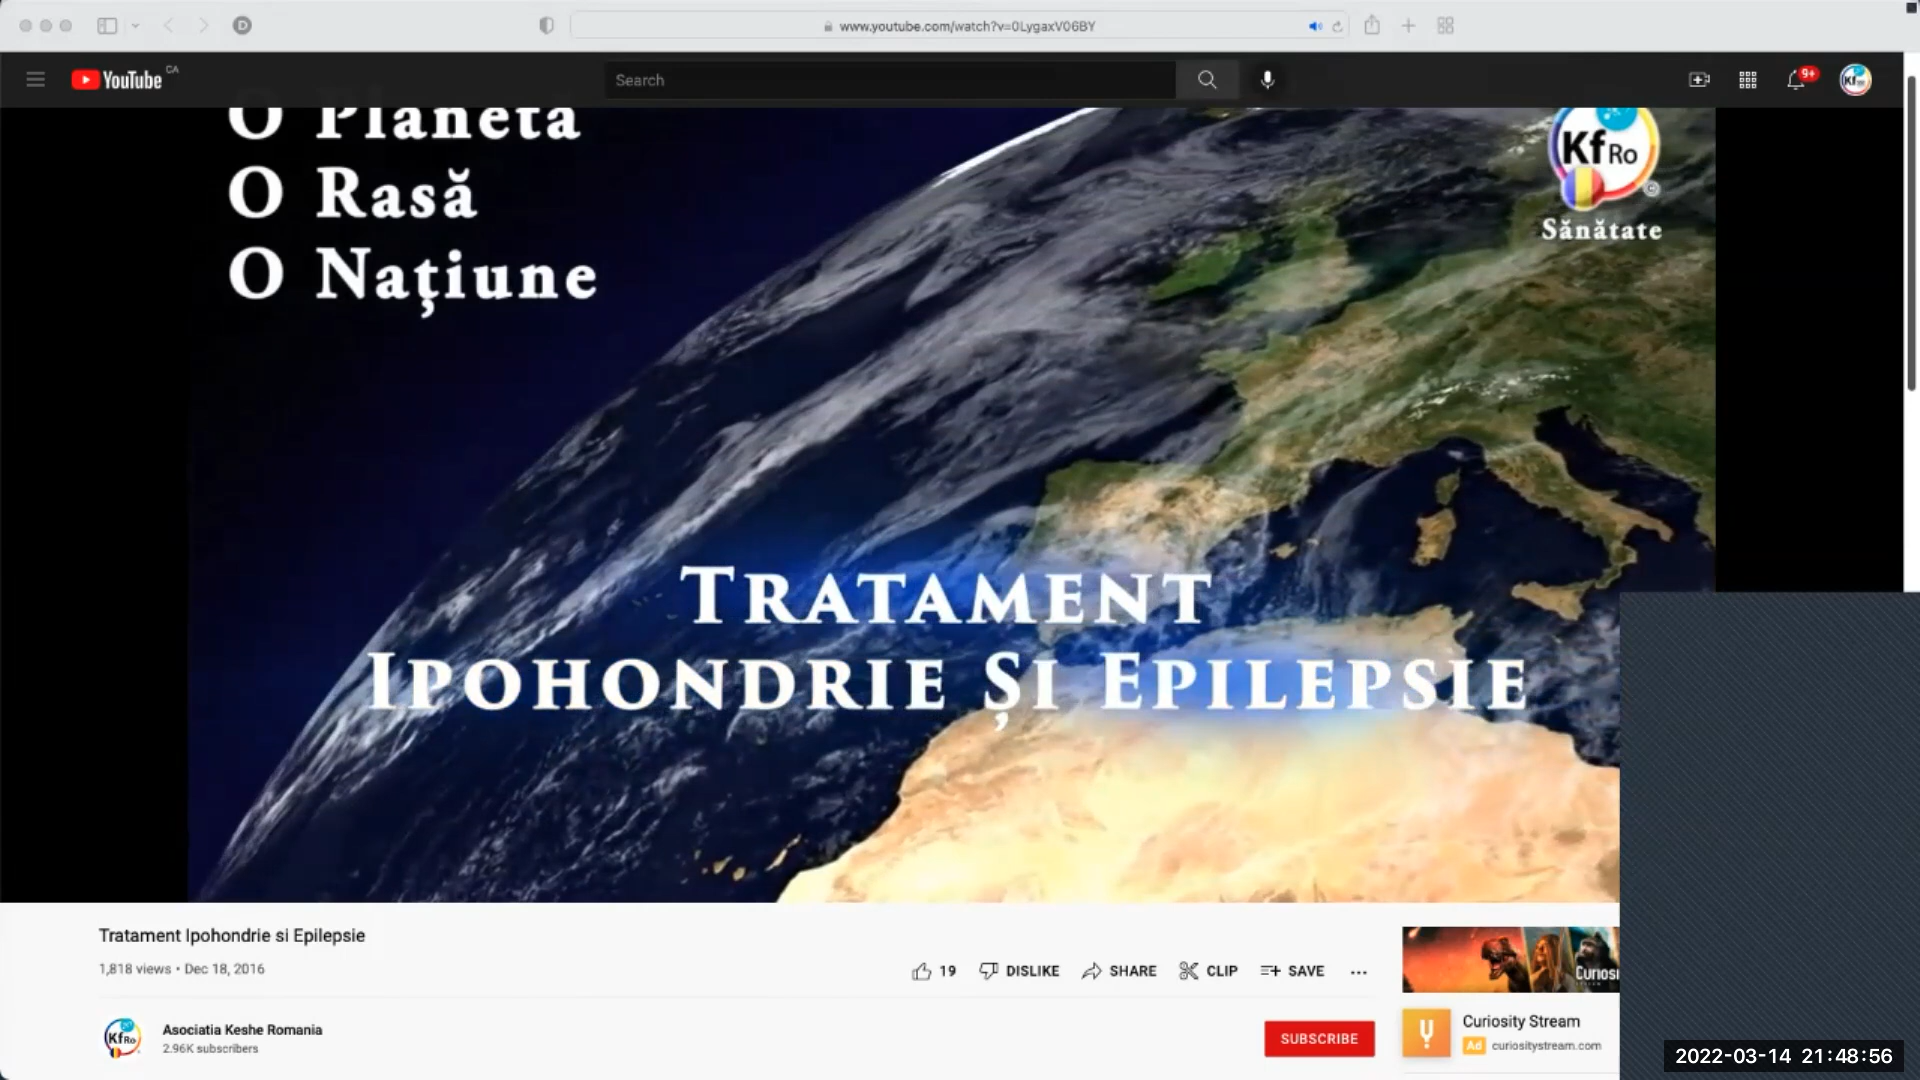 www.youtube.com/watch?v=0LygaxV06BY
YouTube CA
Search
9+
O Planeta
O Rasă
O Națiune
Kf Ro
©
Sănătate
TRATAMENT
IPOHONDRIE ȘI EPILEPSIE
Tratament Ipohondrie si Epilepsie
1,818 views • Dec 18, 2016
19 DISLIKE SHARE CLIP SAVE ...
Asociatia Keshe Romania
2.96K subscribers
SUBSCRIBE
Curiosity Stream
Ad curiositystream.com
2022-03-14 21:48:56